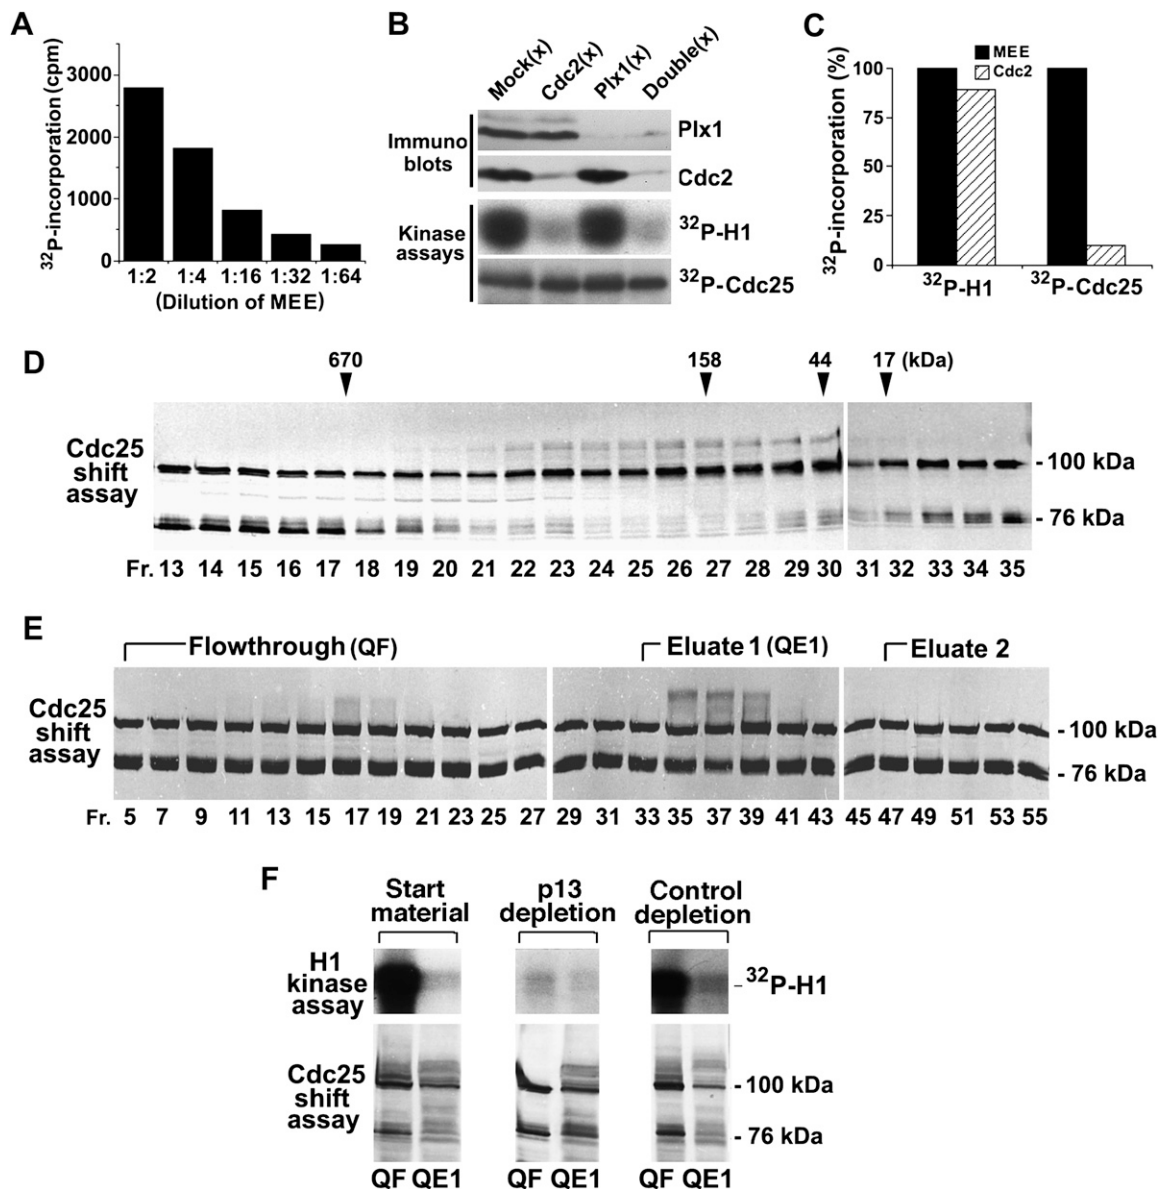 A
³²P-incorporation (cpm)
3000
2000
1000
0
1:2 1:4 1:16 1:32 1:64
(Dilution of MEE)
B
Mock(x) Cdc2(x) Plx1(x) Double(x)
Immuno
blots
Plx1
Cdc2
Kinase
assays
³²P-H1
³²P-Cdc25
C
³²P-incorporation (%)
MEE
Cdc2
100
75
50
25
0
³²P-H1 ³²P-Cdc25
D
670 158 44 17 (kDa)
Cdc25
shift
assay
- 100 kDa
- 76 kDa
Fr. 13 14 15 16 17 18 19 20 21 22 23 24 25 26 27 28 29 30 31 32 33 34 35
E
Flowthrough (QF) Eluate 1 (QE1) Eluate 2
Cdc25
shift
assay
- 100 kDa
- 76 kDa
Fr. 5 7 9 11 13 15 17 19 21 23 25 27 29 31 33 35 37 39 41 43 45 47 49 51 53 55
F
Start
material
p13
depletion
Control
depletion
H1
kinase
assay
-³²P-H1
Cdc25
shift
assay
- 100 kDa
- 76 kDa
QF QE1 QF QE1 QF QE1